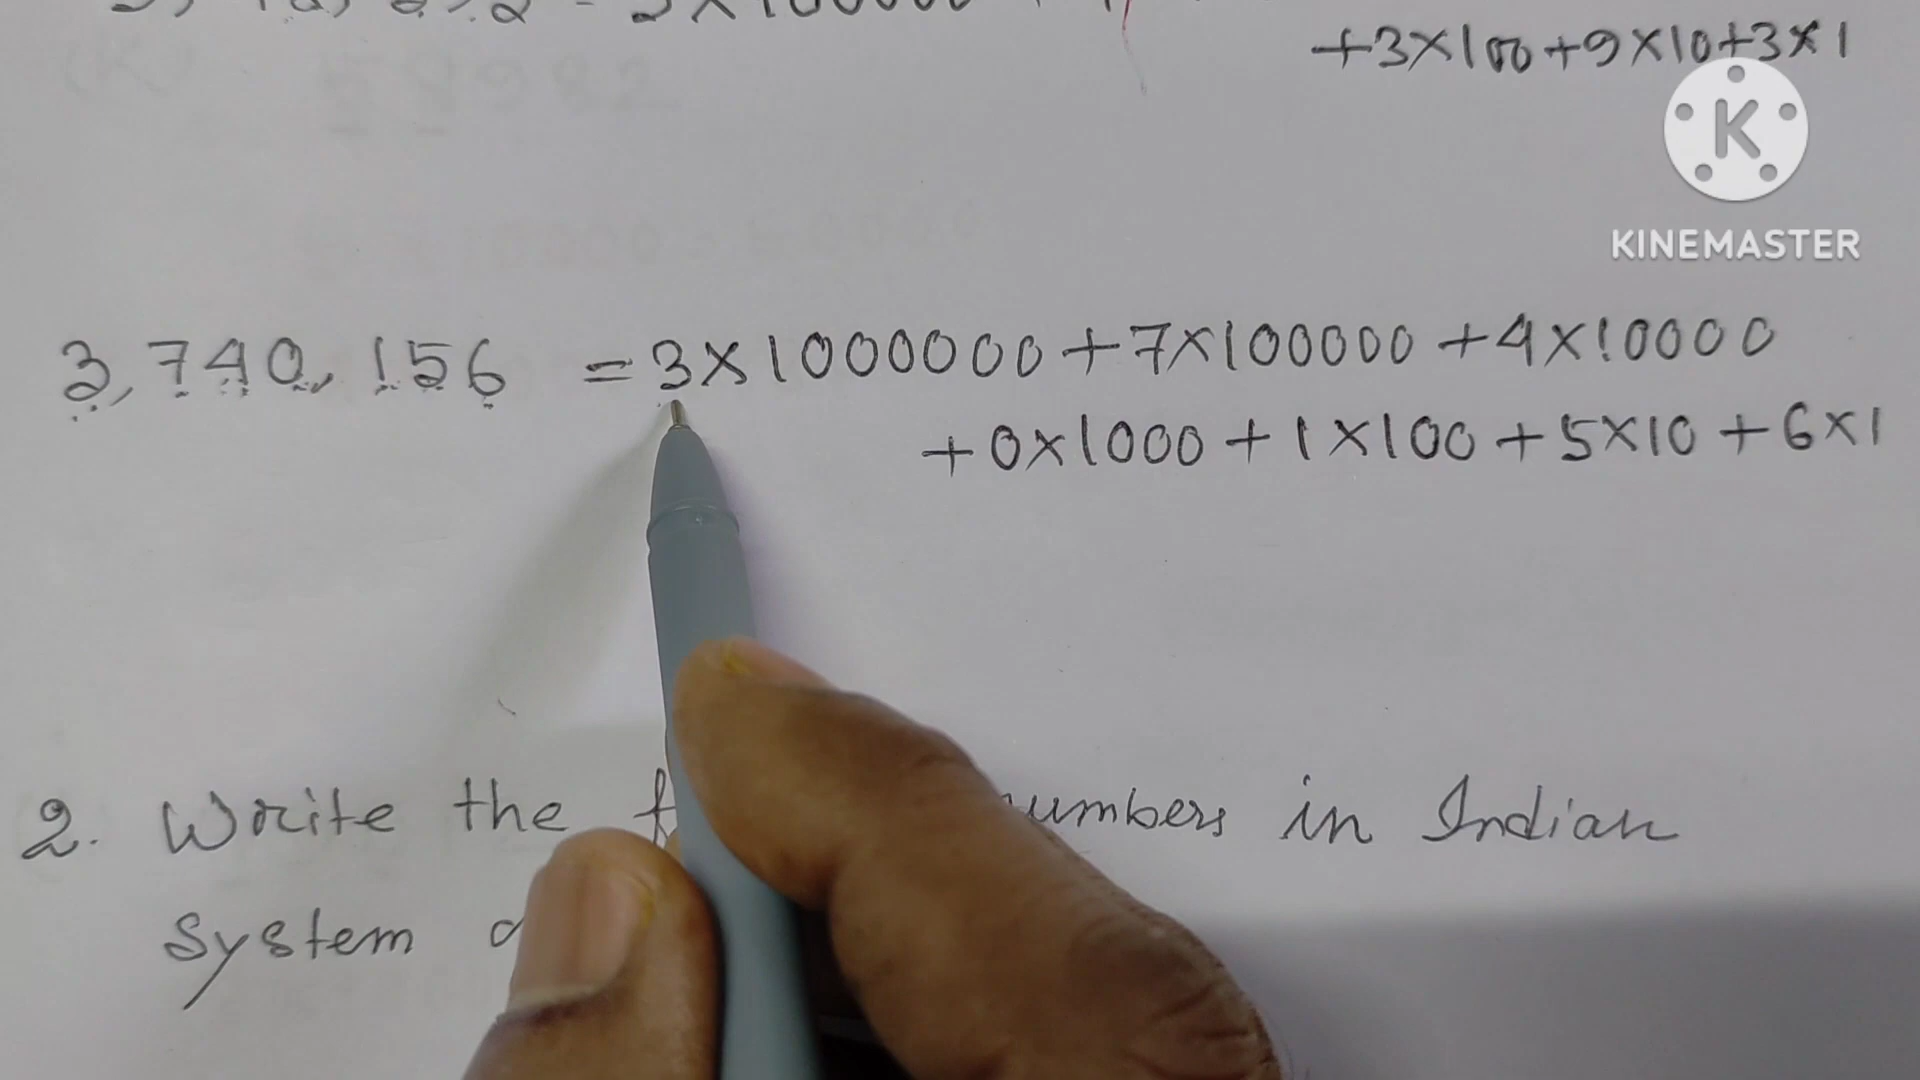 +3×100+9×10+3×1
KINEMASTER
3,740,156 =3×1000000+7×100000+4×10000
+0×1000+1×100+5×10+6×1
2. Write the numbers in Indian
System